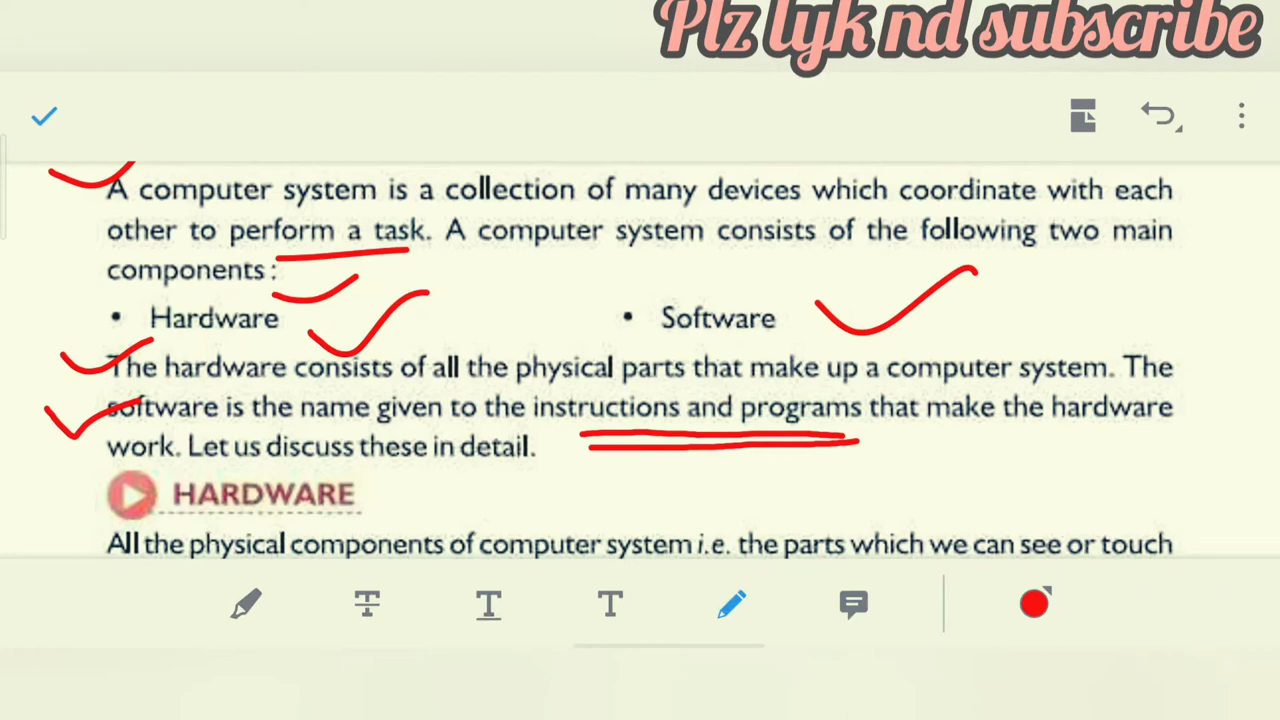 Plz lyk nd subscribe
A computer system is a collection of many devices which coordinate with each
other to perform a task. A computer system consists of the following two main
components :
• Hardware • Software
The hardware consists of all the physical parts that make up a computer system. The
software is the name given to the instructions and programs that make the hardware
work. Let us discuss these in detail.
HARDWARE
All the physical components of computer system i.e. the parts which we can see or touch